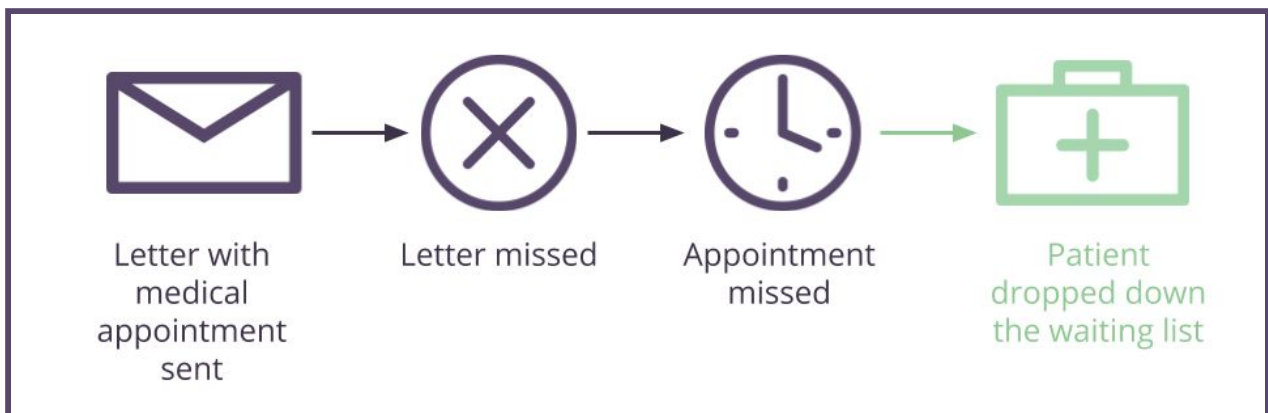 Letter with
medical
appointment
sent
Letter missed
Appointment
missed
Patient
dropped down
the waiting list